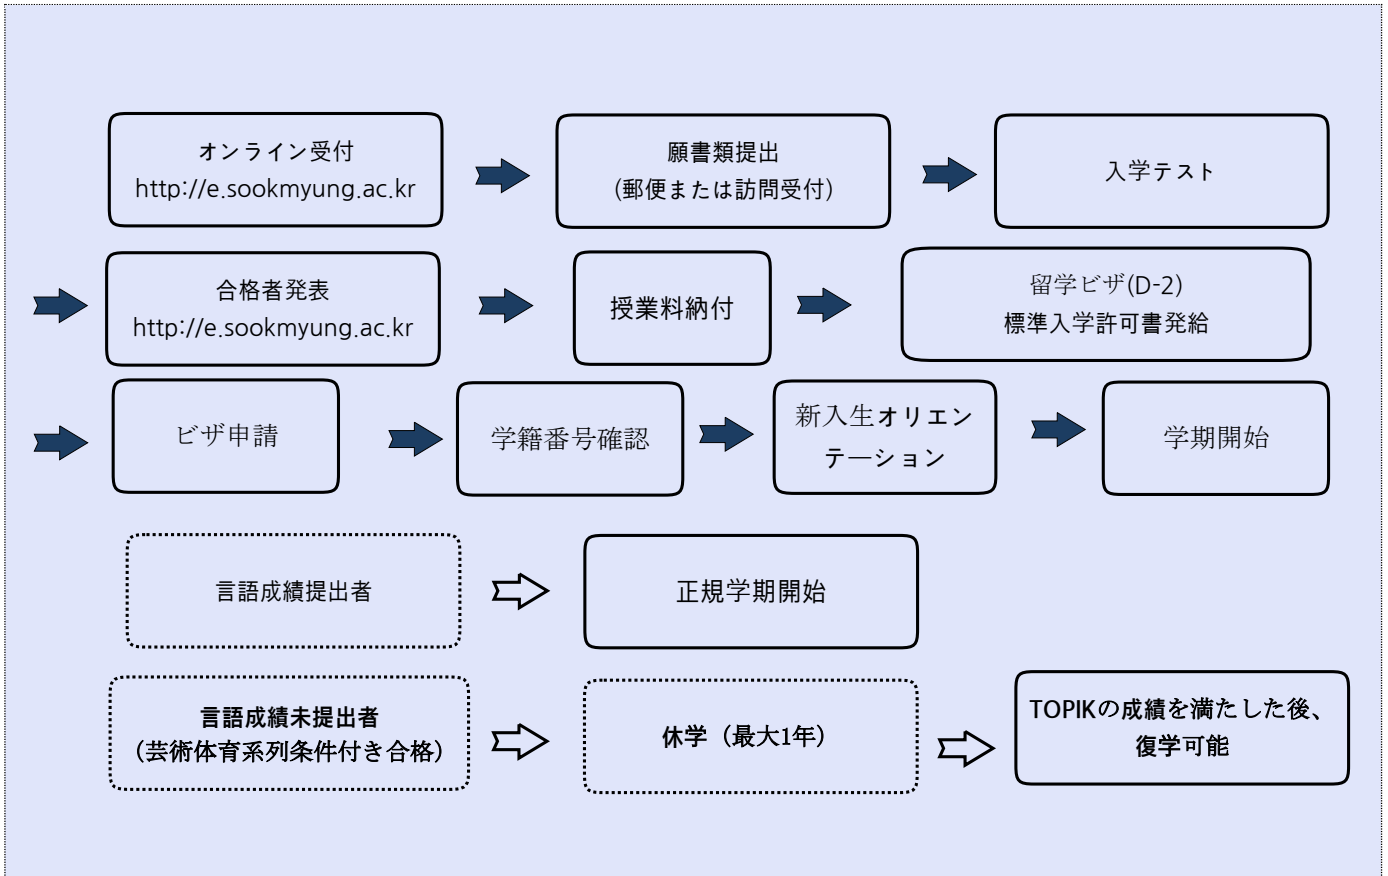 オンライン受付
http://e.sookmyung.ac.kr
願書類提出
(郵便または訪問受付)
入学テスト
合格者発表
http://e.sookmyung.ac.kr
授業料納付
留学ビザ(D-2)
標準入学許可書発給
ビザ申請
学籍番号確認
新入生オリエン
テーション
学期開始
言語成績提出者
正規学期開始
言語成績未提出者
（芸術体育系列条件付き合格）
休学（最大1年）
TOPIKの成績を満たした後、
復学可能